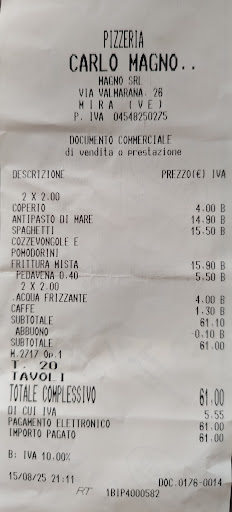 PIZZERIA
CARLO MAGNO..
MAGNO SRL
VIA VALMARANA, 26
MIRA (VE)
P. IVA 04548250275
DOCUMENTO COMMERCIALE
di vendita o prestazione
DESCRIZIONE PREZZO(€) IVA
2 X 2.00
COPERTO 4.00 B
ANTIPASTO DI MARE 14.90 B
SPAGHETTI 15.50 B
COZZEVONGOLE E
POMODORINI
FRITTURA MISTA 15.90 B
PEDAVENA 0.40 5.50 B
2 X 2.00
.ACQUA FRIZZANTE 4.00 B
CAFFE 1.30 B
SUBTOTALE 61.10
ABBUONO -0.10 B
SUBTOTALE 61.00
M.2717 Op.1
T. 20
TAVOLI
TOTALE COMPLESSIVO 61.00
DI CUI IVA 5.55
PAGAMENTO ELETTRONICO 61.00
IMPORTO PAGATO 61.00
B: IVA 10.00%
15/08/25 21:11 DOC.0176-0014
RT 1BIP4000582